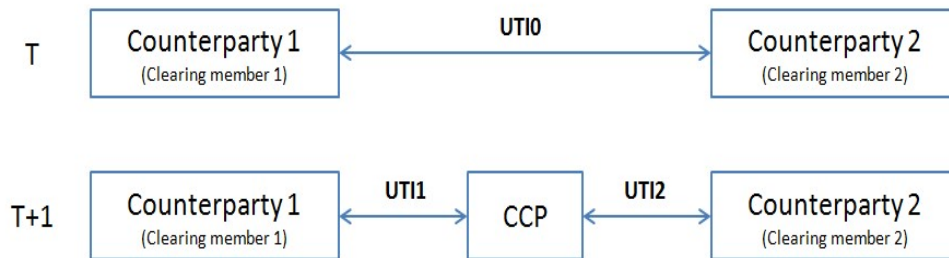 UTI0
T
Counterparty 1
(Clearing member 1)
Counterparty 2
(Clearing member 2)
UTI1
UTI2
T+1
Counterparty 1
(Clearing member 1)
CCP
Counterparty 2
(Clearing member 2)